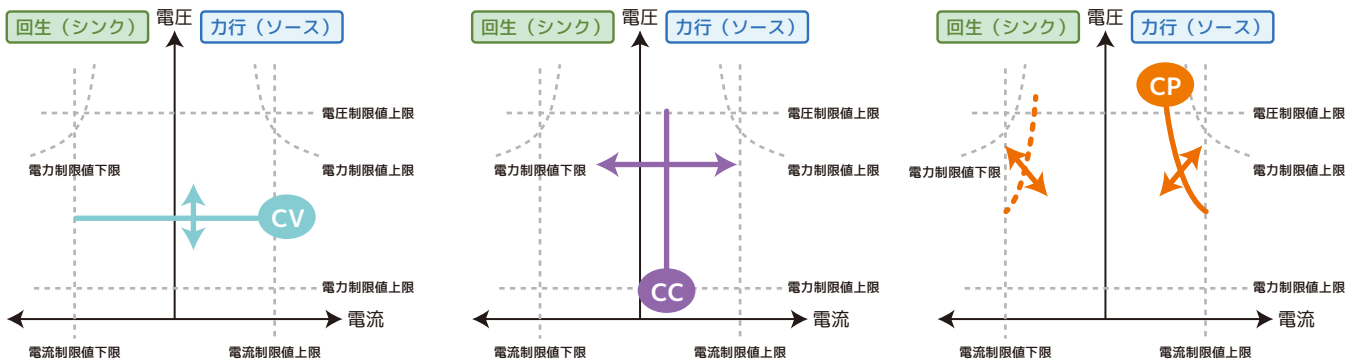 回生（シンク）
電圧
力行（ソース）
電圧制限値上限
電力制限値下限
電力制限値上限
CV
電力制限値上限
電流
電流制限値下限
電流制限値上限
回生（シンク）
電圧
力行（ソース）
電圧制限値上限
電力制限値下限
電力制限値上限
CC
電力制限値上限
電流
電流制限値下限
電流制限値上限
回生（シンク）
電圧
力行（ソース）
CP
電圧制限値上限
電力制限値下限
電力制限値上限
電力制限値上限
電流
電流制限値下限
電流制限値上限